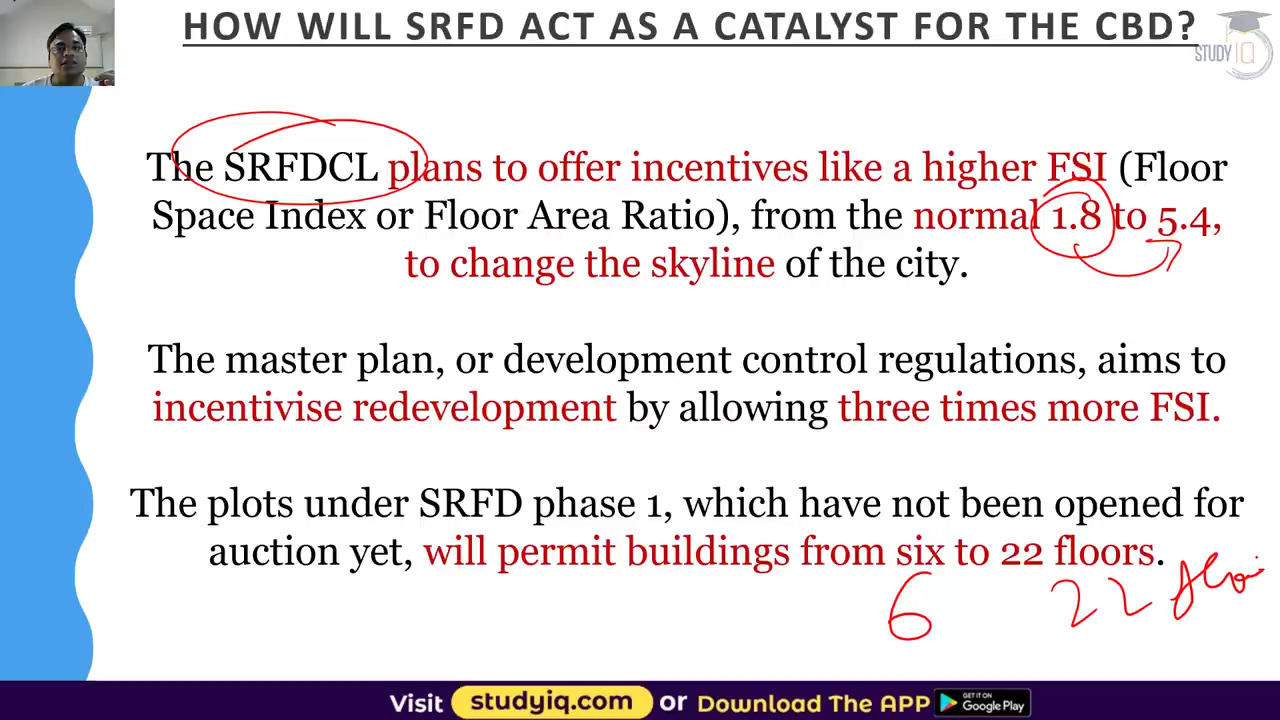 HOW WILL SRFD ACT AS A CATALYST FOR THE CBD?
STUDY IQ
The SRFDCL plans to offer incentives like a higher FSI (Floor
Space Index or Floor Area Ratio), from the normal 1.8 to 5.4,
to change the skyline of the city.
The master plan, or development control regulations, aims to
incentivise redevelopment by allowing three times more FSI.
The plots under SRFD phase 1, which have not been opened for
auction yet, will permit buildings from six to 22 floors.
6 22
Visit studyiq.com or Download The APP GET IT ON Google Play